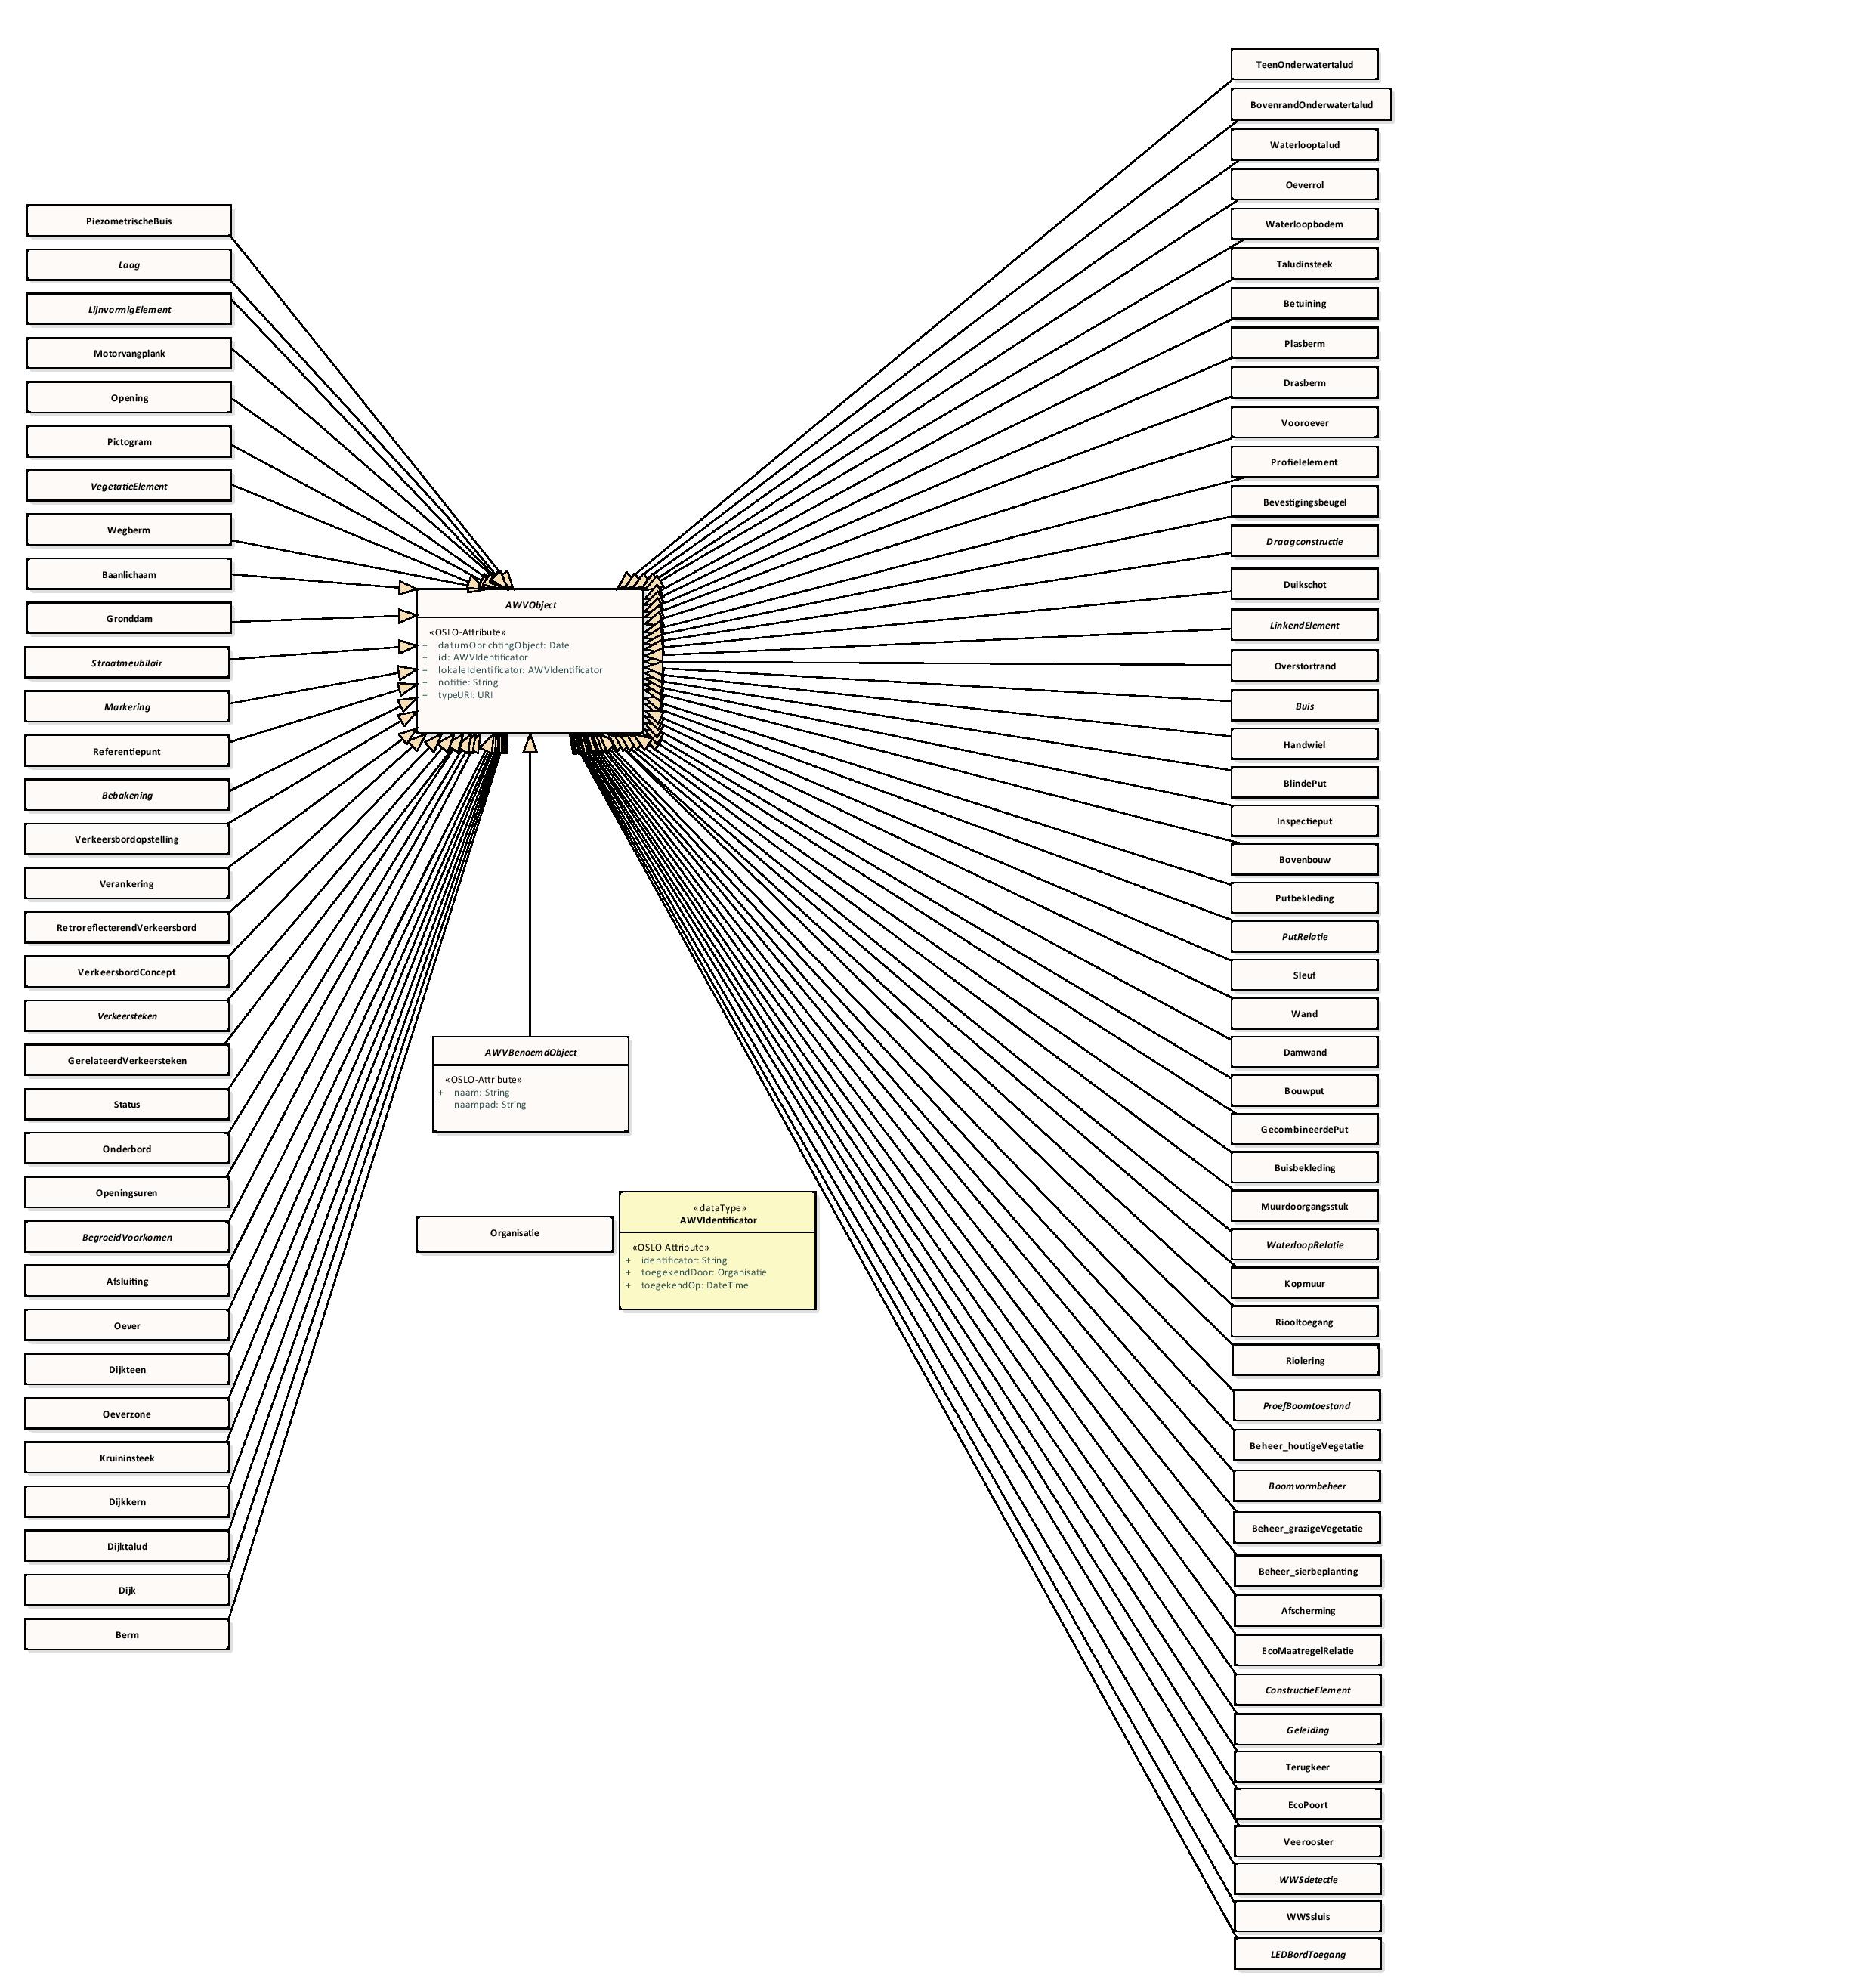 PiezometrischeBuis
Laag
LijnvormigElement
Motorvangplank
Opening
Pictogram
VegetatieElement
Wegberm
Baanlichaam
Gronddam
Straatmeubilair
Markering
Referentiepunt
Bebakening
Verkeersbordopstelling
Verankering
RetroreflecterendVerkeersbord
VerkeersbordConcept
Verkeersteken
GerelateerdVerkeersteken
Status
Onderbord
Openingsuren
BegroeidVoorkomen
Afsluiting
Oever
Dijkteen
Oeverzone
Kruininsteek
Dijkkern
Dijktalud
Dijk
Berm
AWVObject
«OSLO-Attribute»
+ datumOprichtingObject: Date
+ id: AWVIdentificator
+ lokaleIdentificator: AWVIdentificator
+ notitie: String
+ typeURI: URI
AWVBenoemdObject
«OSLO-Attribute»
+ naam: String
- naampad: String
Organisatie
«dataType»
AWVIdentificator
«OSLO-Attribute»
+ identificator: String
+ toegekendDoor: Organisatie
+ toegekendOp: DateTime
TeenOnderwatertalud
BovenrandOnderwatertalud
Waterlooptalud
Oeverrol
Waterloopbodem
Taludinsteek
Betuining
Plasberm
Drasberm
Vooroever
Profielelement
Bevestigingsbeugel
Draagconstructie
Duikschot
LinkendElement
Overstortrand
Buis
Handwiel
BlindePut
Inspectieput
Bovenbouw
Putbekleding
PutRelatie
Sleuf
Wand
Damwand
Bouwput
GecombineerdePut
Buisbekleding
Muurdoorgangsstuk
WaterloopRelatie
Kopmuur
Riooltoegang
Riolering
ProefBoomtoestand
Beheer_houtigeVegetatie
Boomvormbeheer
Beheer_grazigeVegetatie
Beheer_sierbeplanting
Afscherming
EcoMaatregelRelatie
ConstructieElement
Geleiding
Terugkeer
EcoPoort
Veerooster
WWSdetectie
WWSsluis
LEDBordToegang